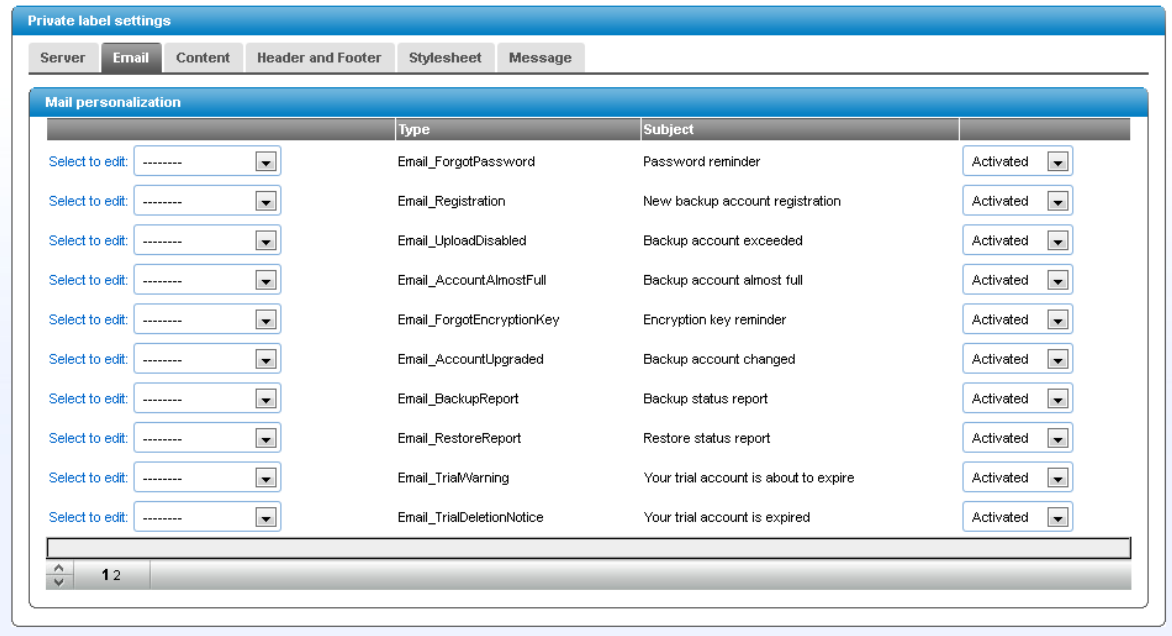 Private label settings
Server Email Content Header and Footer Stylesheet Message
Mail personalization
Type Subject
Select to edit: -------- Email_ForgotPassword Password reminder Activated
Select to edit: -------- Email_Registration New backup account registration Activated
Select to edit: -------- Email_UploadDisabled Backup account exceeded Activated
Select to edit: -------- Email_AccountAlmostFull Backup account almost full Activated
Select to edit: -------- Email_ForgotEncryptionKey Encryption key reminder Activated
Select to edit: -------- Email_AccountUpgraded Backup account changed Activated
Select to edit: -------- Email_BackupReport Backup status report Activated
Select to edit: -------- Email_RestoreReport Restore status report Activated
Select to edit: -------- Email_TrialWarning Your trial account is about to expire Activated
Select to edit: -------- Email_TrialDeletionNotice Your trial account is expired Activated
1 2